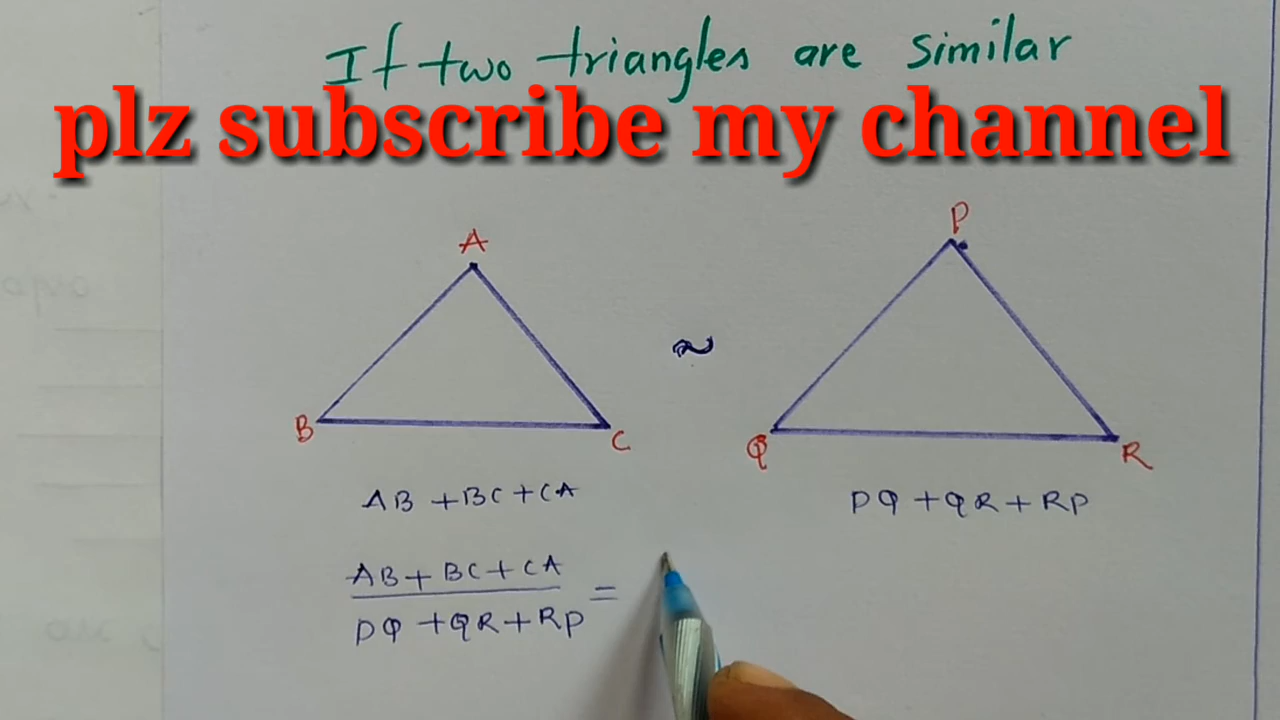 If two triangles are similar
plz subscribe my channel
A
P
~
B
C
Q
R
AB + BC + CA
PQ + QR + RP
AB + BC + CA
PQ + QR + RP
=